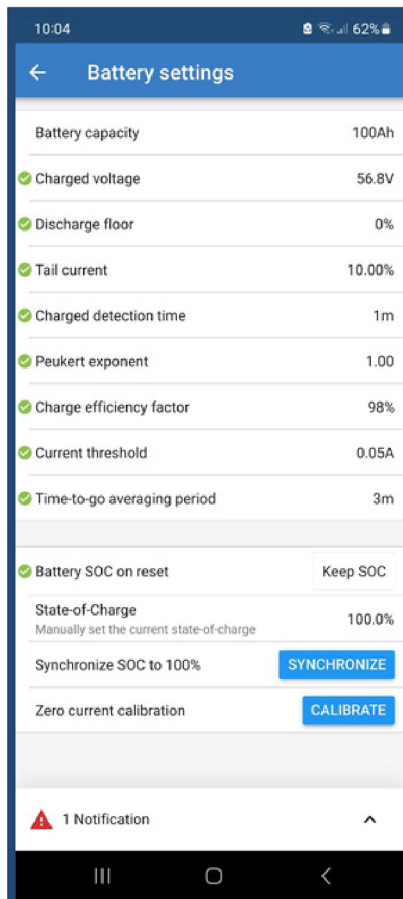 10:04
62%
Battery settings
Battery capacity 100Ah
Charged voltage 56.8V
Discharge floor 0%
Tail current 10.00%
Charged detection time 1m
Peukert exponent 1.00
Charge efficiency factor 98%
Current threshold 0.05A
Time-to-go averaging period 3m
Battery SOC on reset Keep SOC
State-of-Charge 100.0%
Manually set the current state-of-charge
Synchronize SOC to 100% SYNCHRONIZE
Zero current calibration CALIBRATE
1 Notification